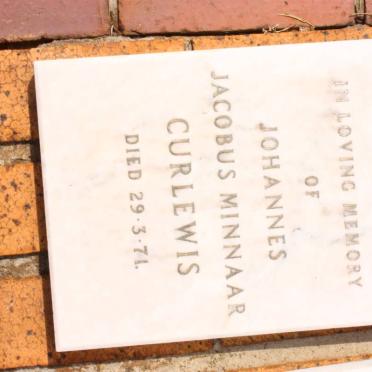 IN LOVING MEMORY
OF
JOHANNES
JACOBUS MINNAAR
CURLEWIS
DIED 29.3.71.